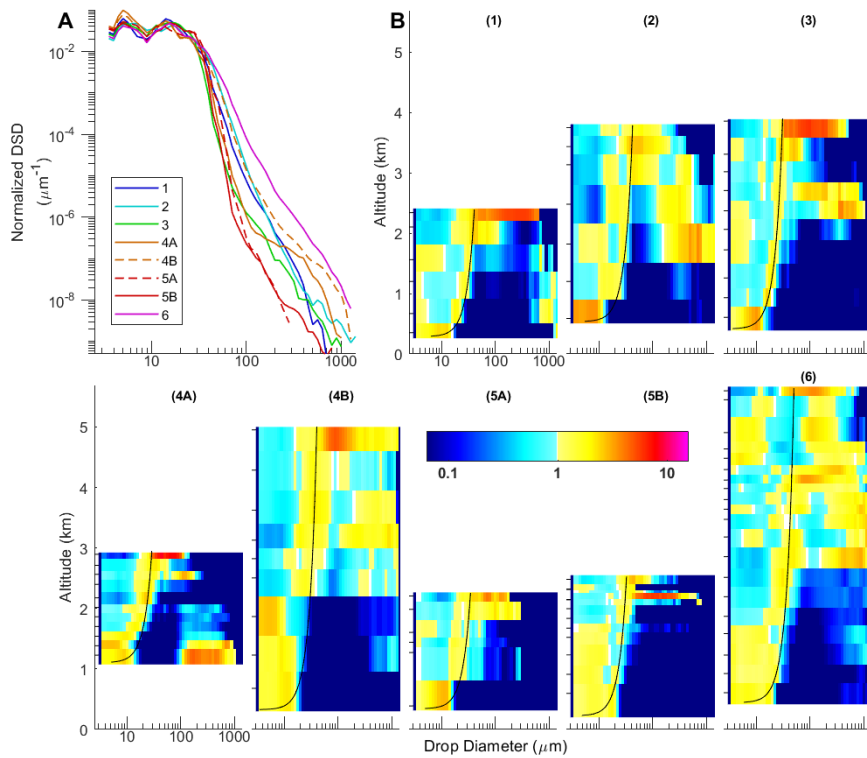 A
B
(1)
(2)
(3)
Normalized DSD
(μm-1)
10-2
10-4
10-6
10-8
1
2
3
4A
4B
5A
5B
6
10
100
1000
Altitude (km)
5
4
3
2
1
0
10
100
1000
(4A)
(4B)
(5A)
(5B)
(6)
0.1
1
10
Altitude (km)
5
4
3
2
1
0
10
100
1000
Drop Diameter (μm)